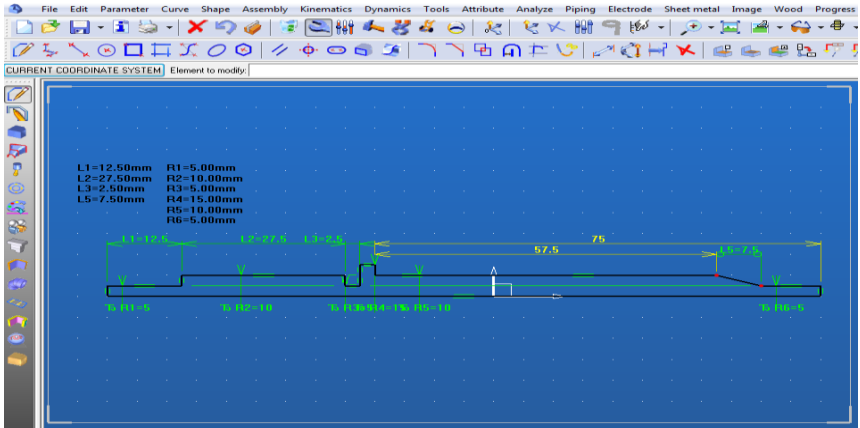 File Edit Parameter Curve Shape Assembly Kinematics Dynamics Tools Attribute Analyze Piping Electrode Sheet metal Image Wood Progress
CURRENT COORDINATE SYSTEM Element to modify:
L1=12.50mm R1=5.00mm
L2=27.50mm R2=10.00mm
L3=2.50mm R3=5.00mm
L5=7.50mm R4=15.00mm
R5=10.00mm
R6=5.00mm
L1=12.5 L2=27.5 L3=2.5 75
57.5 L5=7.5
To R1=5 To R2=10 To R5=10 To R6=5